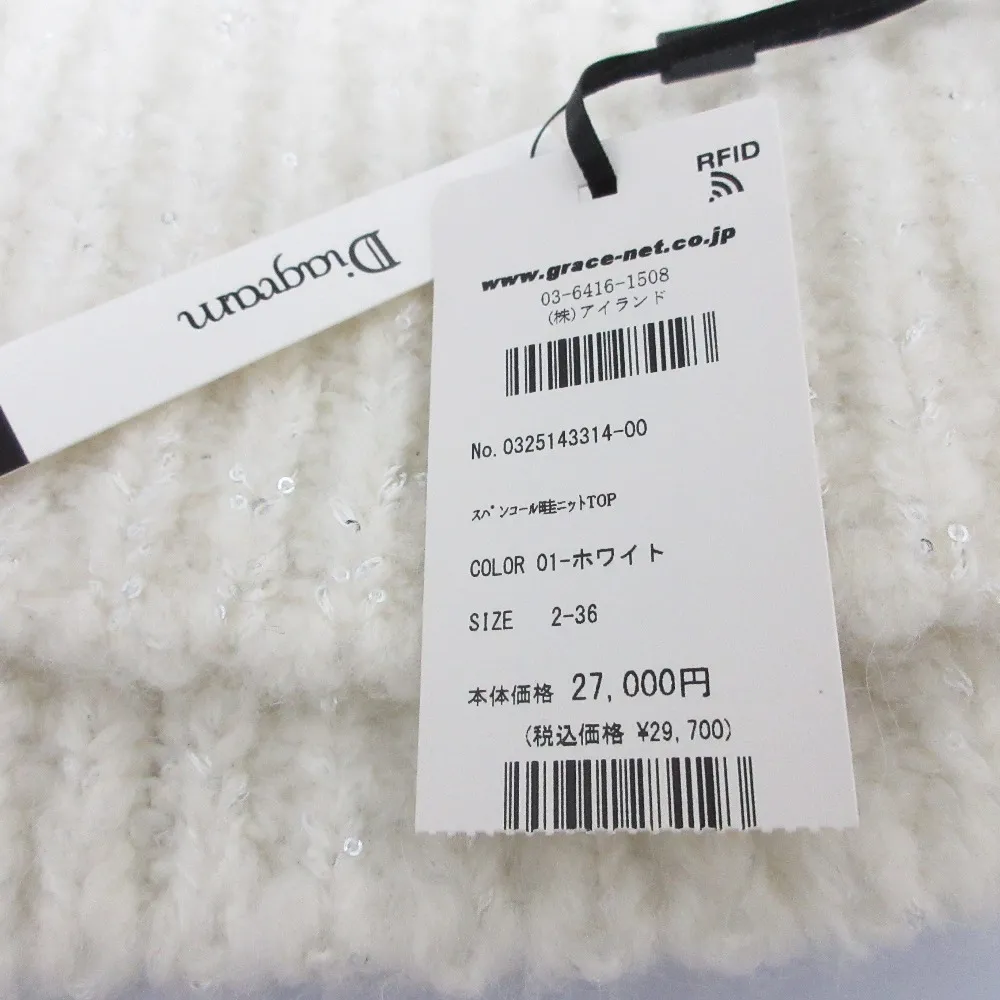 Diagram
RFID
www.grace-net.co.jp
03-6416-1508
(株)アイランド
No. 0325143314-00
スパンコール畦ニットTOP
COLOR 01-ホワイト
SIZE 2-36
本体価格 27,000円
(税込価格 ¥29,700)